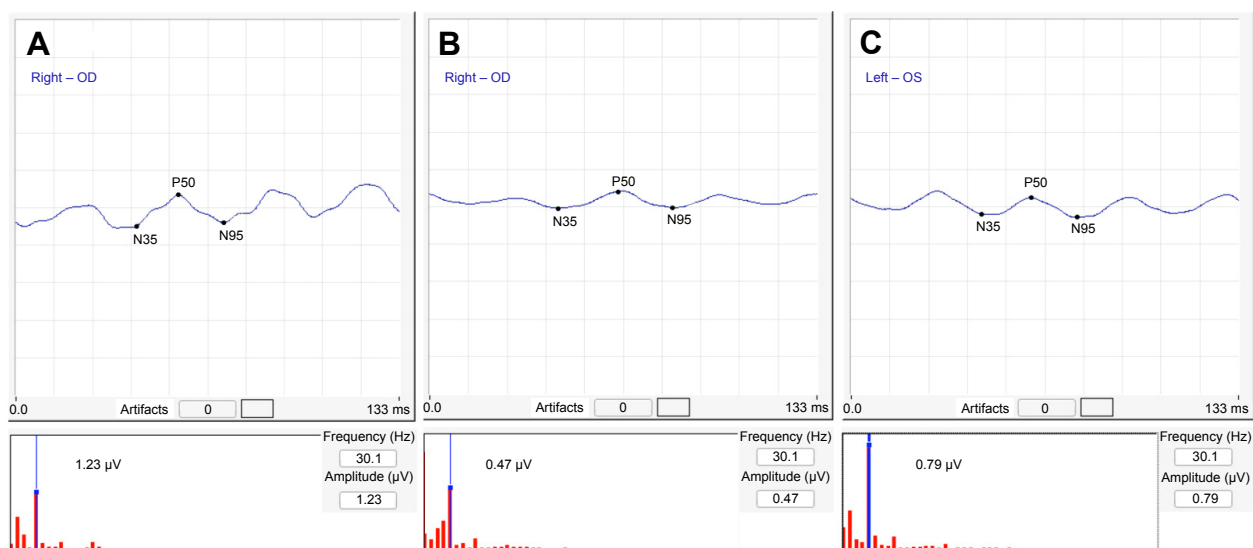 A
Right – OD
P50
N35
N95
0.0
Artifacts
0
133 ms
Frequency (Hz)
30.1
1.23 µV
Amplitude (µV)
1.23
B
Right – OD
P50
N35
N95
0.0
Artifacts
0
133 ms
Frequency (Hz)
30.1
0.47 µV
Amplitude (µV)
0.47
C
Left – OS
P50
N35
N95
0.0
Artifacts
0
133 ms
Frequency (Hz)
30.1
0.79 µV
Amplitude (µV)
0.79